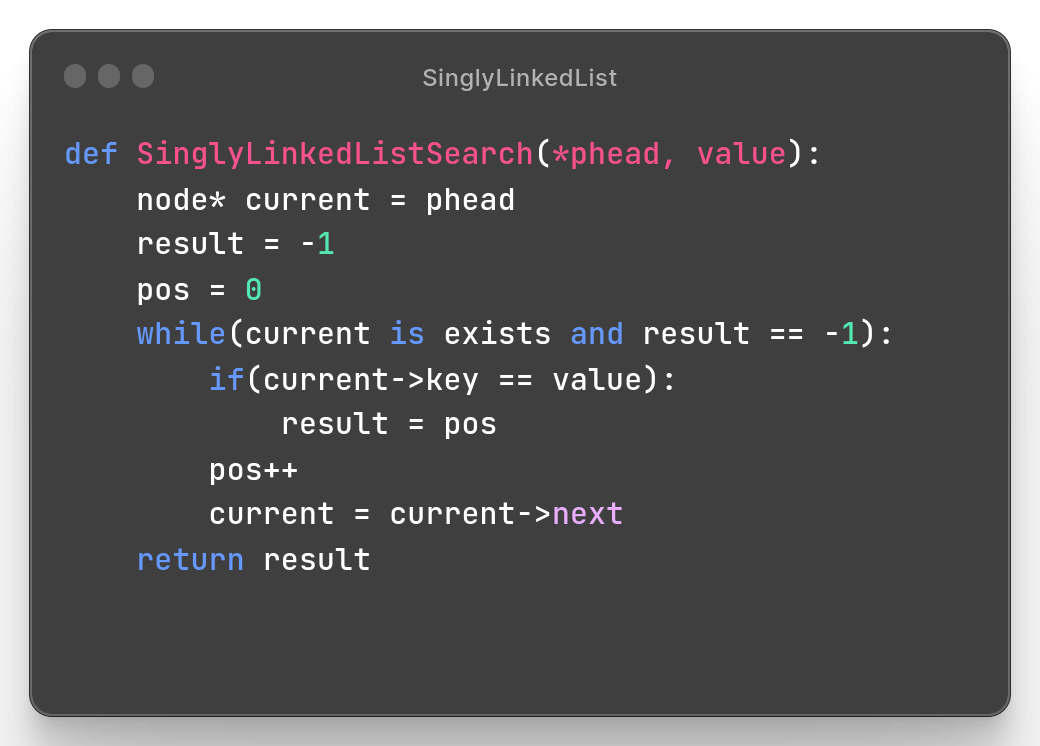 SinglyLinkedList
def SinglyLinkedListSearch(*phead, value):
    node* current = phead
    result = -1
    pos = 0
    while(current is exists and result == -1):
        if(current->key == value):
            result = pos
        pos++
        current = current->next
    return result